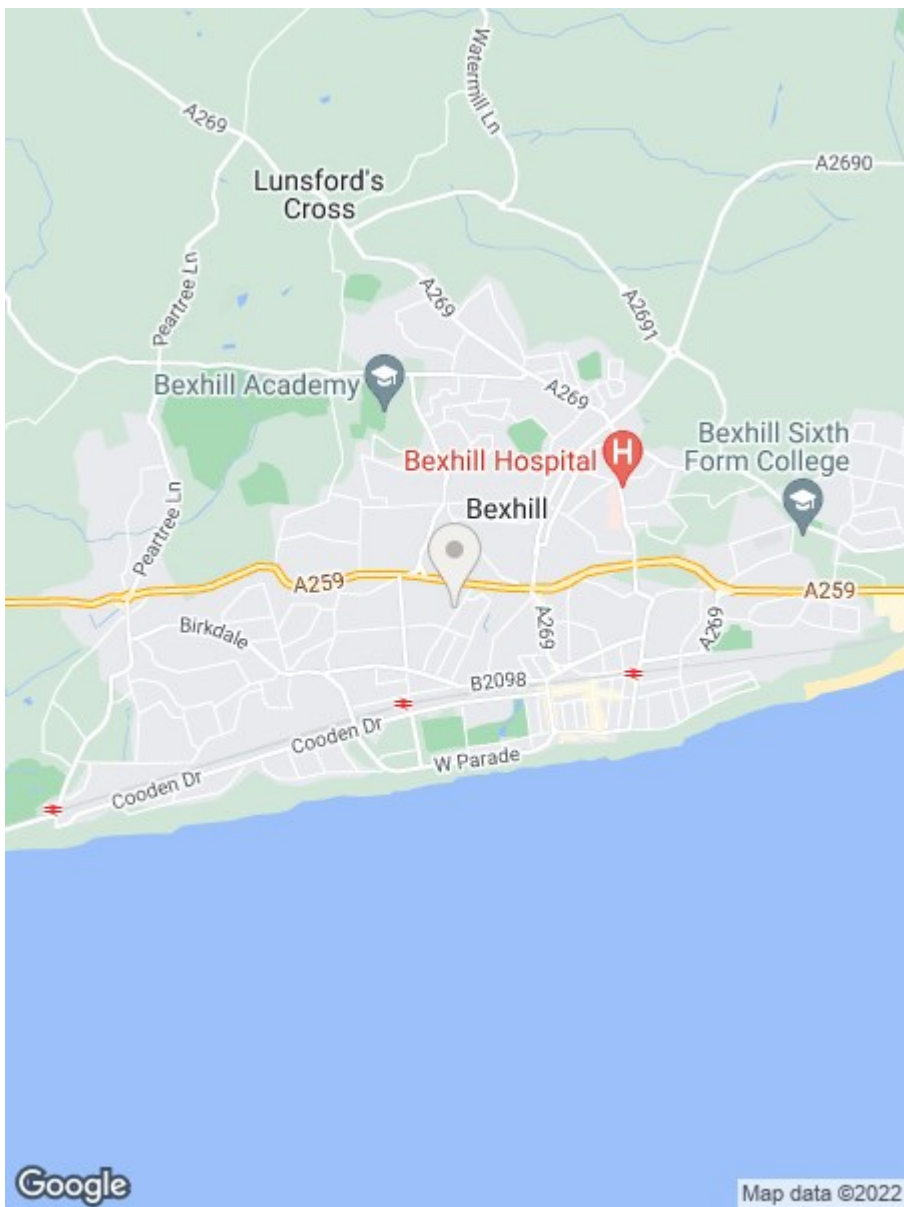 Watermill Ln
A269
A2690
Lunsford's
Cross
Peartree Ln
A269
A2691
Bexhill Academy
A269
Bexhill Sixth
Form College
Bexhill Hospital
H
Bexhill
Peartree Ln
A259
A259
Birkdale
A269
A269
B2098
Cooden Dr
W Parade
Cooden Dr
Google
Map data ©2022